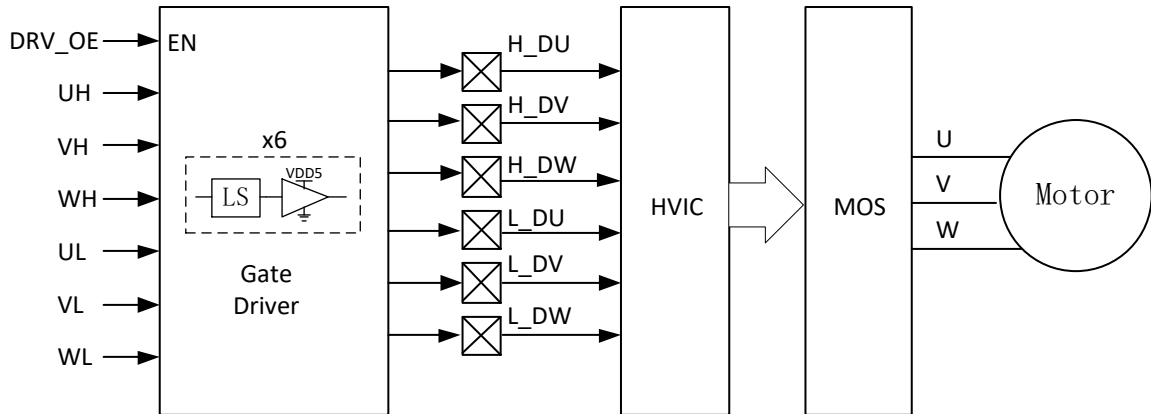 DRV_OE
EN
UH
VH
WH
UL
VL
WL
x6
LS
VDD5
Gate
Driver
H_DU
H_DV
H_DW
L_DU
L_DV
L_DW
HVIC
MOS
U
V
W
Motor